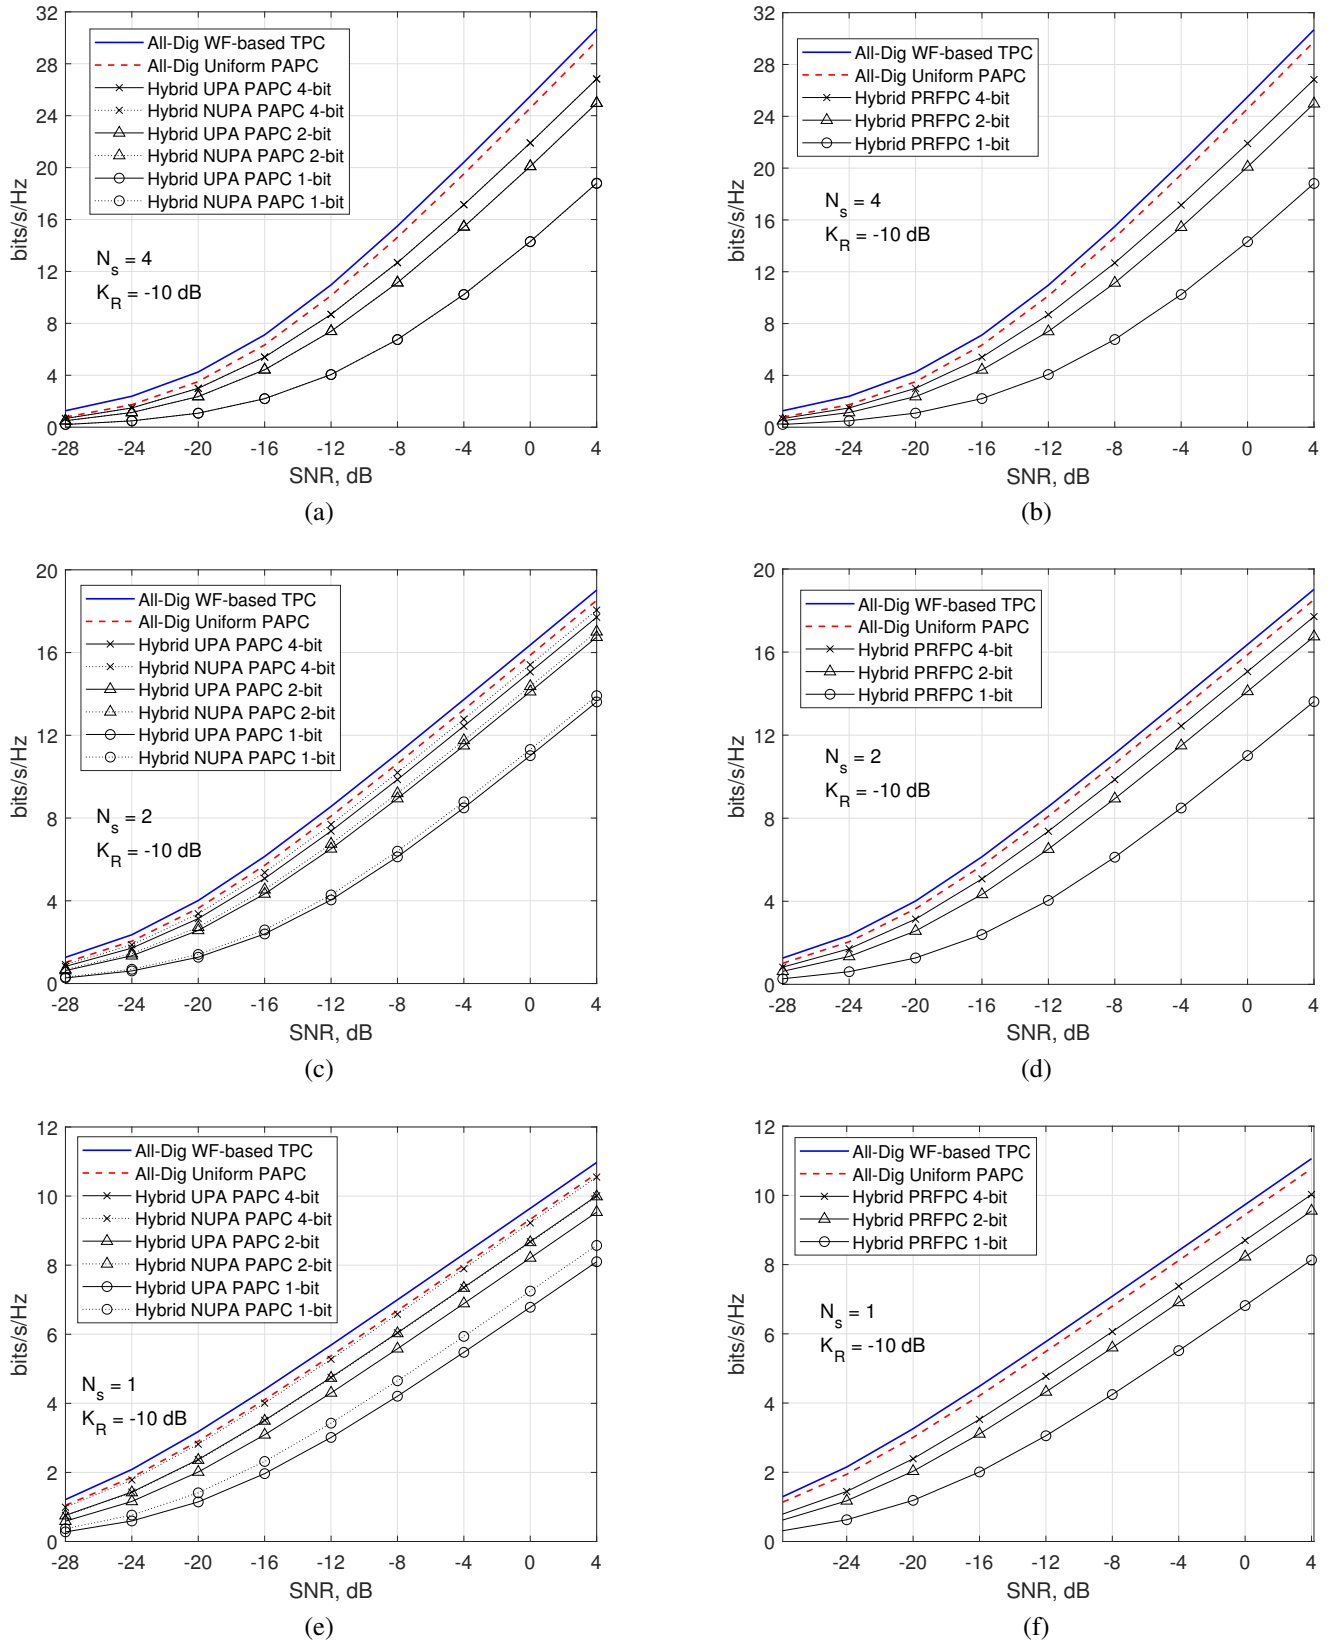 32
28
24
20
16
12
8
4
0
bits/s/Hz
All-Dig WF-based TPC
All-Dig Uniform PAPC
Hybrid UPA PAPC 4-bit
Hybrid NUPA PAPC 4-bit
Hybrid UPA PAPC 2-bit
Hybrid NUPA PAPC 2-bit
Hybrid UPA PAPC 1-bit
Hybrid NUPA PAPC 1-bit
N_s = 4
K_R = -10 dB
-28 -24 -20 -16 -12 -8 -4 0 4
SNR, dB
(a)
32
28
24
20
16
12
8
4
0
bits/s/Hz
All-Dig WF-based TPC
All-Dig Uniform PAPC
Hybrid PRFPC 4-bit
Hybrid PRFPC 2-bit
Hybrid PRFPC 1-bit
N_s = 4
K_R = -10 dB
-28 -24 -20 -16 -12 -8 -4 0 4
SNR, dB
(b)
20
16
12
8
4
0
bits/s/Hz
All-Dig WF-based TPC
All-Dig Uniform PAPC
Hybrid UPA PAPC 4-bit
Hybrid NUPA PAPC 4-bit
Hybrid UPA PAPC 2-bit
Hybrid NUPA PAPC 2-bit
Hybrid UPA PAPC 1-bit
Hybrid NUPA PAPC 1-bit
N_s = 2
K_R = -10 dB
-28 -24 -20 -16 -12 -8 -4 0 4
SNR, dB
(c)
20
16
12
8
4
0
bits/s/Hz
All-Dig WF-based TPC
All-Dig Uniform PAPC
Hybrid PRFPC 4-bit
Hybrid PRFPC 2-bit
Hybrid PRFPC 1-bit
N_s = 2
K_R = -10 dB
-28 -24 -20 -16 -12 -8 -4 0 4
SNR, dB
(d)
12
10
8
6
4
2
0
bits/s/Hz
All-Dig WF-based TPC
All-Dig Uniform PAPC
Hybrid UPA PAPC 4-bit
Hybrid NUPA PAPC 4-bit
Hybrid UPA PAPC 2-bit
Hybrid NUPA PAPC 2-bit
Hybrid UPA PAPC 1-bit
Hybrid NUPA PAPC 1-bit
N_s = 1
K_R = -10 dB
-28 -24 -20 -16 -12 -8 -4 0 4
SNR, dB
(e)
12
10
8
6
4
2
0
bits/s/Hz
All-Dig WF-based TPC
All-Dig Uniform PAPC
Hybrid PRFPC 4-bit
Hybrid PRFPC 2-bit
Hybrid PRFPC 1-bit
N_s = 1
K_R = -10 dB
-24 -20 -16 -12 -8 -4 0 4
SNR, dB
(f)